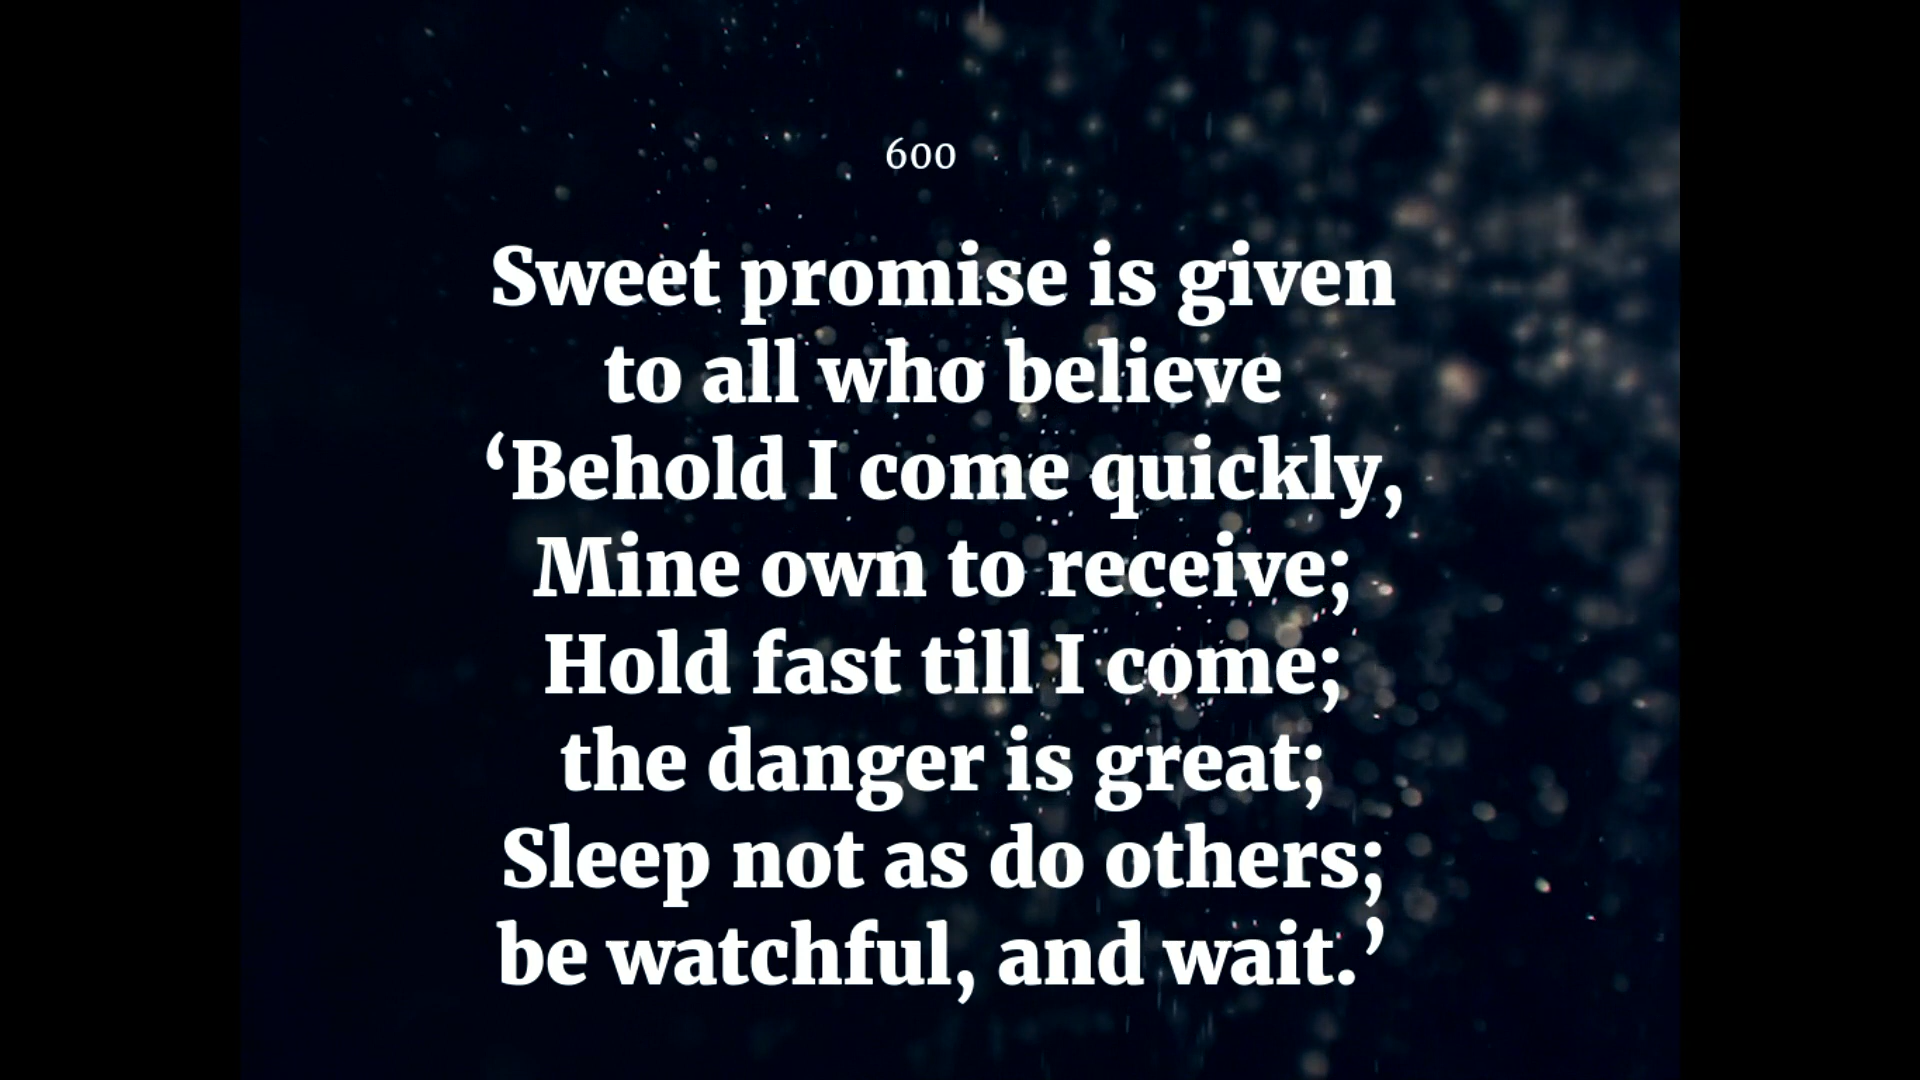 600
Sweet promise is given
to all who believe
‘Behold I come quickly,
Mine own to receive;
Hold fast till I come;
the danger is great;
Sleep not as do others;
be watchful, and wait.’